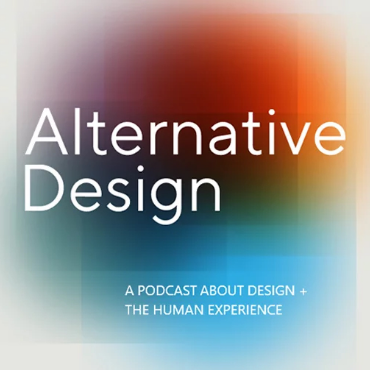 Alternative
Design
A PODCAST ABOUT DESIGN +
THE HUMAN EXPERIENCE